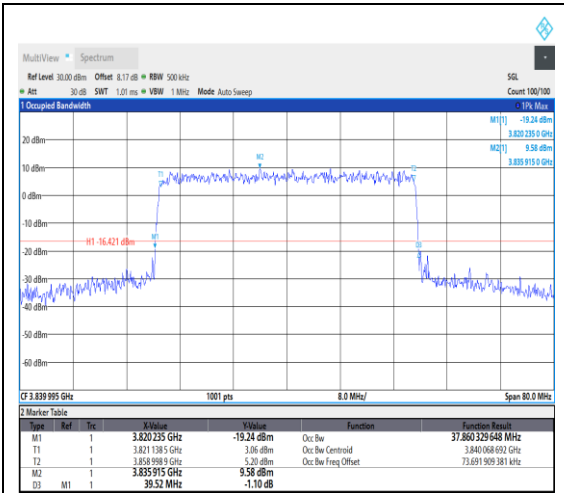 MultiView Spectrum
Ref Level 30.00 dBm Offset 8.17 dB RBW 500 kHz SGL
Att 30 dB SWT 1.01 ms VBW 1 MHz Mode Auto Sweep Count 100/100
1 Occupied Bandwidth 1Pk Max
M1[1] -19.24 dBm
3.820 235 0 GHz
M2[1] 9.58 dBm
3.835 915 0 GHz
20 dBm
M2
10 dBm
T1
0 dBm
-10 dBm
H1 -16.421 dBm
M1
-20 dBm
D3
-30 dBm
-40 dBm
-50 dBm
-60 dBm
CF 3.839 995 GHz 1001 pts 8.0 MHz/ Span 80.0 MHz
2 Marker Table
Type Ref Trc X-Value Y-Value Function Function Result
M1 1 3.820 235 GHz -19.24 dBm Occ Bw 37.860 329 648 MHz
T1 1 3.821 138 5 GHz 3.06 dBm Occ Bw Centroid 3.840 068 692 GHz
T2 1 3.858 998 9 GHz 5.20 dBm Occ Bw Freq Offset 73.691 909 381 kHz
M2 1 3.835 915 GHz 9.58 dBm
D3 M1 1 39.52 MHz -1.10 dB